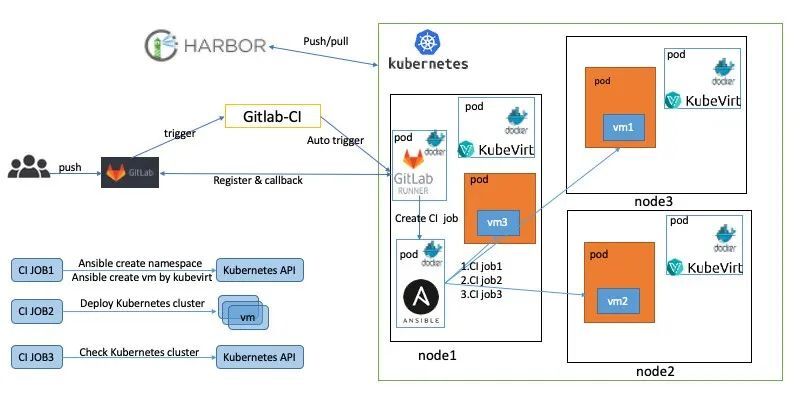 HARBOR
Push/pull
kubernetes
Gitlab-CI
trigger
Auto trigger
push
GitLab
Register & callback
pod
docker
GitLab
RUNNER
pod
docker
KubeVirt
pod
vm3
Create CI job
pod
docker
ANSIBLE
1.CI job1
2.CI job2
3.CI job3
node1
pod
vm1
pod
docker
KubeVirt
node3
pod
vm2
pod
docker
KubeVirt
node2
CI JOB1
Ansible create namespace
Ansible create vm by kubevirt
Kubernetes API
CI JOB2
Deploy Kubernetes cluster
vm
CI JOB3
Check Kubernetes cluster
Kubernetes API